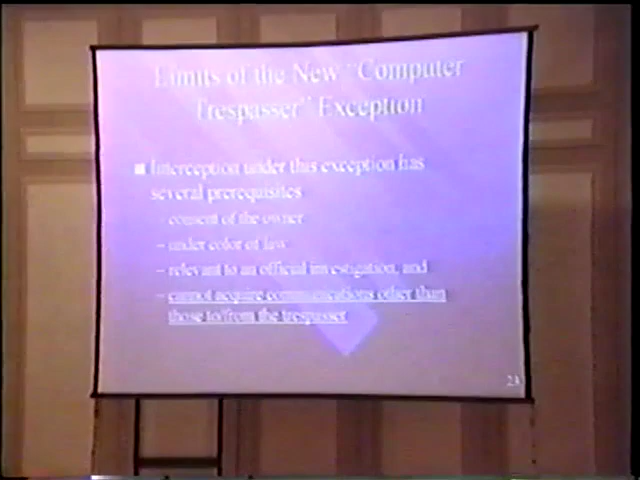 Limits of the New "Computer
Trespasser" Exception
■ Interception under this exception has
several prerequisites
– consent of the owner
– under color of law
– relevant to an official investigation, and
– cannot acquire communications other than
those to/from the trespasser
23